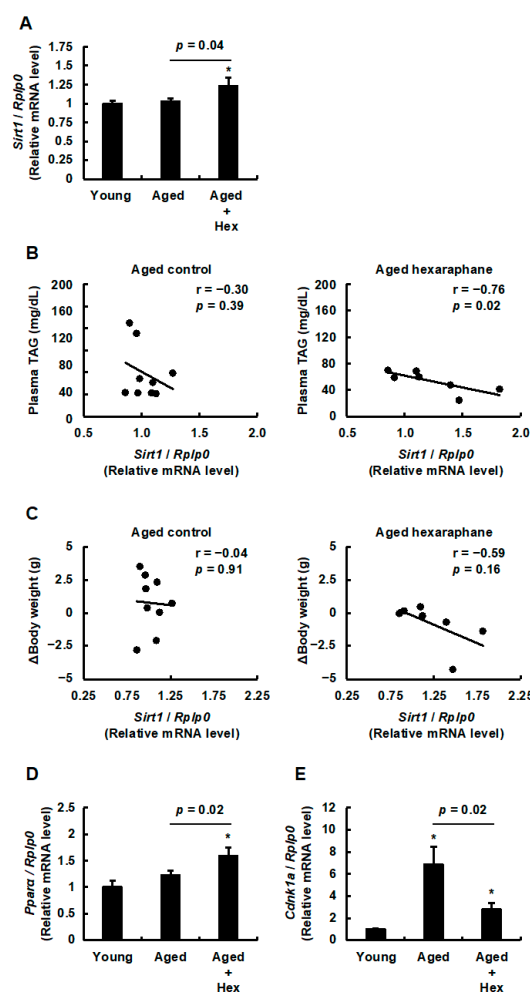 A
Sirt1 / Rplp0
(Relative mRNA level)
1.75
1.5
1.25
1
0.75
0.5
0.25
0
p = 0.04
*
Young
Aged
Aged
+
Hex
B
Aged control
Plasma TAG (mg/dL)
200
160
120
80
40
0
r = −0.30
p = 0.39
0.5
1.0
1.5
2.0
Sirt1 / Rplp0
(Relative mRNA level)
Aged hexaraphane
Plasma TAG (mg/dL)
200
160
120
80
40
0
r = −0.76
p = 0.02
0.5
1.0
1.5
2.0
Sirt1 / Rplp0
(Relative mRNA level)
C
Aged control
ΔBody weight (g)
5
2.5
0
−2.5
−5
r = −0.04
p = 0.91
0.25
0.75
1.25
1.75
2.25
Sirt1 / Rplp0
(Relative mRNA level)
Aged hexaraphane
ΔBody weight (g)
5
2.5
0
−2.5
−5
r = −0.59
p = 0.16
0.25
0.75
1.25
1.75
2.25
Sirt1 / Rplp0
(Relative mRNA level)
D
Pparα / Rplp0
(Relative mRNA level)
2.5
2
1.5
1
0.5
0
p = 0.02
*
Young
Aged
Aged
+
Hex
E
Cdnk1a / Rplp0
(Relative mRNA level)
12
10
8
6
4
2
0
p = 0.02
*
*
Young
Aged
Aged
+
Hex